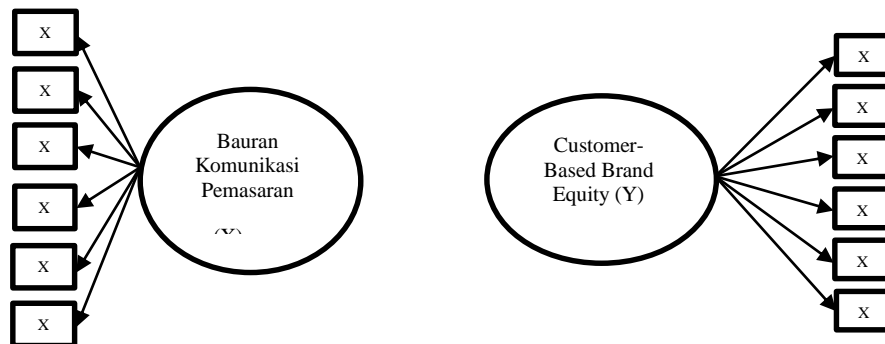 X
X
X
X
X
X
Bauran
Komunikasi
Pemasaran
Customer-
Based Brand
Equity (Y)
X
X
X
X
X
X